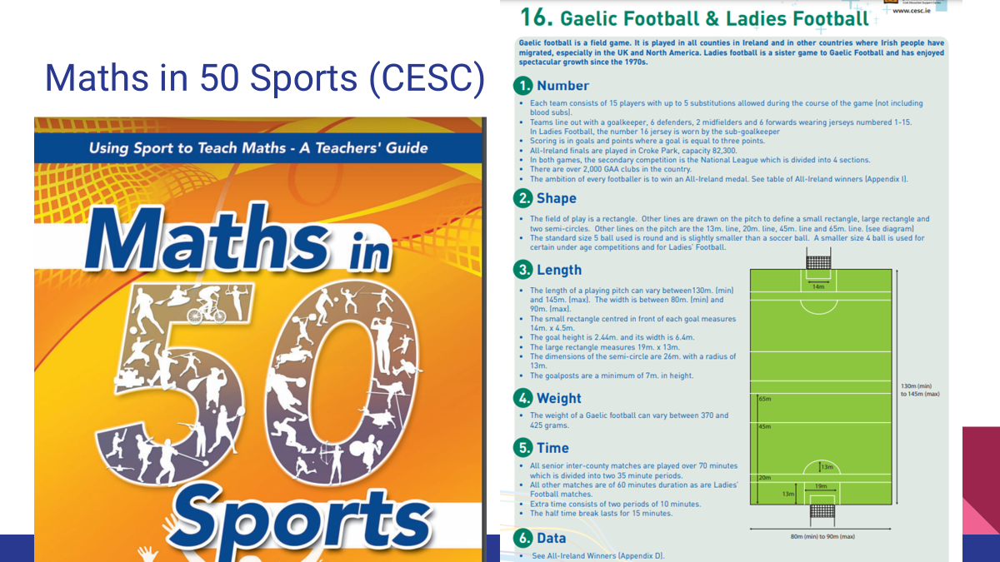 Maths in 50 Sports (CESC)
Using Sport to Teach Maths - A Teachers' Guide
Maths in
50
Sports
www.cesc.ie
16. Gaelic Football & Ladies Football
Gaelic football is a field game. It is played in all counties in Ireland and in other countries where Irish people have
migrated, especially in the UK and North America. Ladies football is a sister game to Gaelic Football and has enjoyed
spectacular growth since the 1970s.
1. Number
• Each team consists of 15 players with up to 5 substitutions allowed during the course of the game (not including
blood subs).
• Teams line out with a goalkeeper, 6 defenders, 2 midfielders and 6 forwards wearing jerseys numbered 1-15.
In Ladies Football, the number 16 jersey is worn by the sub-goalkeeper
• Scoring is in goals and points where a goal is equal to three points.
• All-Ireland finals are played in Croke Park, capacity 82,300.
• In both games, the secondary competition is the National League which is divided into 4 sections.
• There are over 2,000 GAA clubs in the country.
• The ambition of every footballer is to win an All-Ireland medal. See table of All-Ireland winners (Appendix I).
2. Shape
• The field of play is a rectangle. Other lines are drawn on the pitch to define a small rectangle, large rectangle and
two semi-circles. Other lines on the pitch are the 13m. line, 20m. line, 45m. line and 65m. line. (see diagram)
• The standard size 5 ball used is round and is slightly smaller than a soccer ball. A smaller size 4 ball is used for
certain under age competitions and for Ladies' Football.
3. Length
• The length of a playing pitch can vary between130m. (min)
and 145m. (max). The width is between 80m. (min) and
90m. (max).
• The small rectangle centred in front of each goal measures
14m. x 4.5m.
• The goal height is 2.44m. and its width is 6.4m.
• The large rectangle measures 19m. x 13m.
• The dimensions of the semi-circle are 26m. with a radius of
13m.
• The goalposts are a minimum of 7m. in height.
4. Weight
• The weight of a Gaelic football can vary between 370 and
425 grams.
5. Time
• All senior inter-county matches are played over 70 minutes
which is divided into two 35 minute periods.
• All other matches are of 60 minutes duration as are Ladies'
Football matches.
• Extra time consists of two periods of 10 minutes.
• The half time break lasts for 15 minutes.
6. Data
• See All-Ireland Winners (Appendix D).
14m
130m (min)
to 145m (max)
65m
45m
13m
20m
19m
13m
80m (min) to 90m (max)